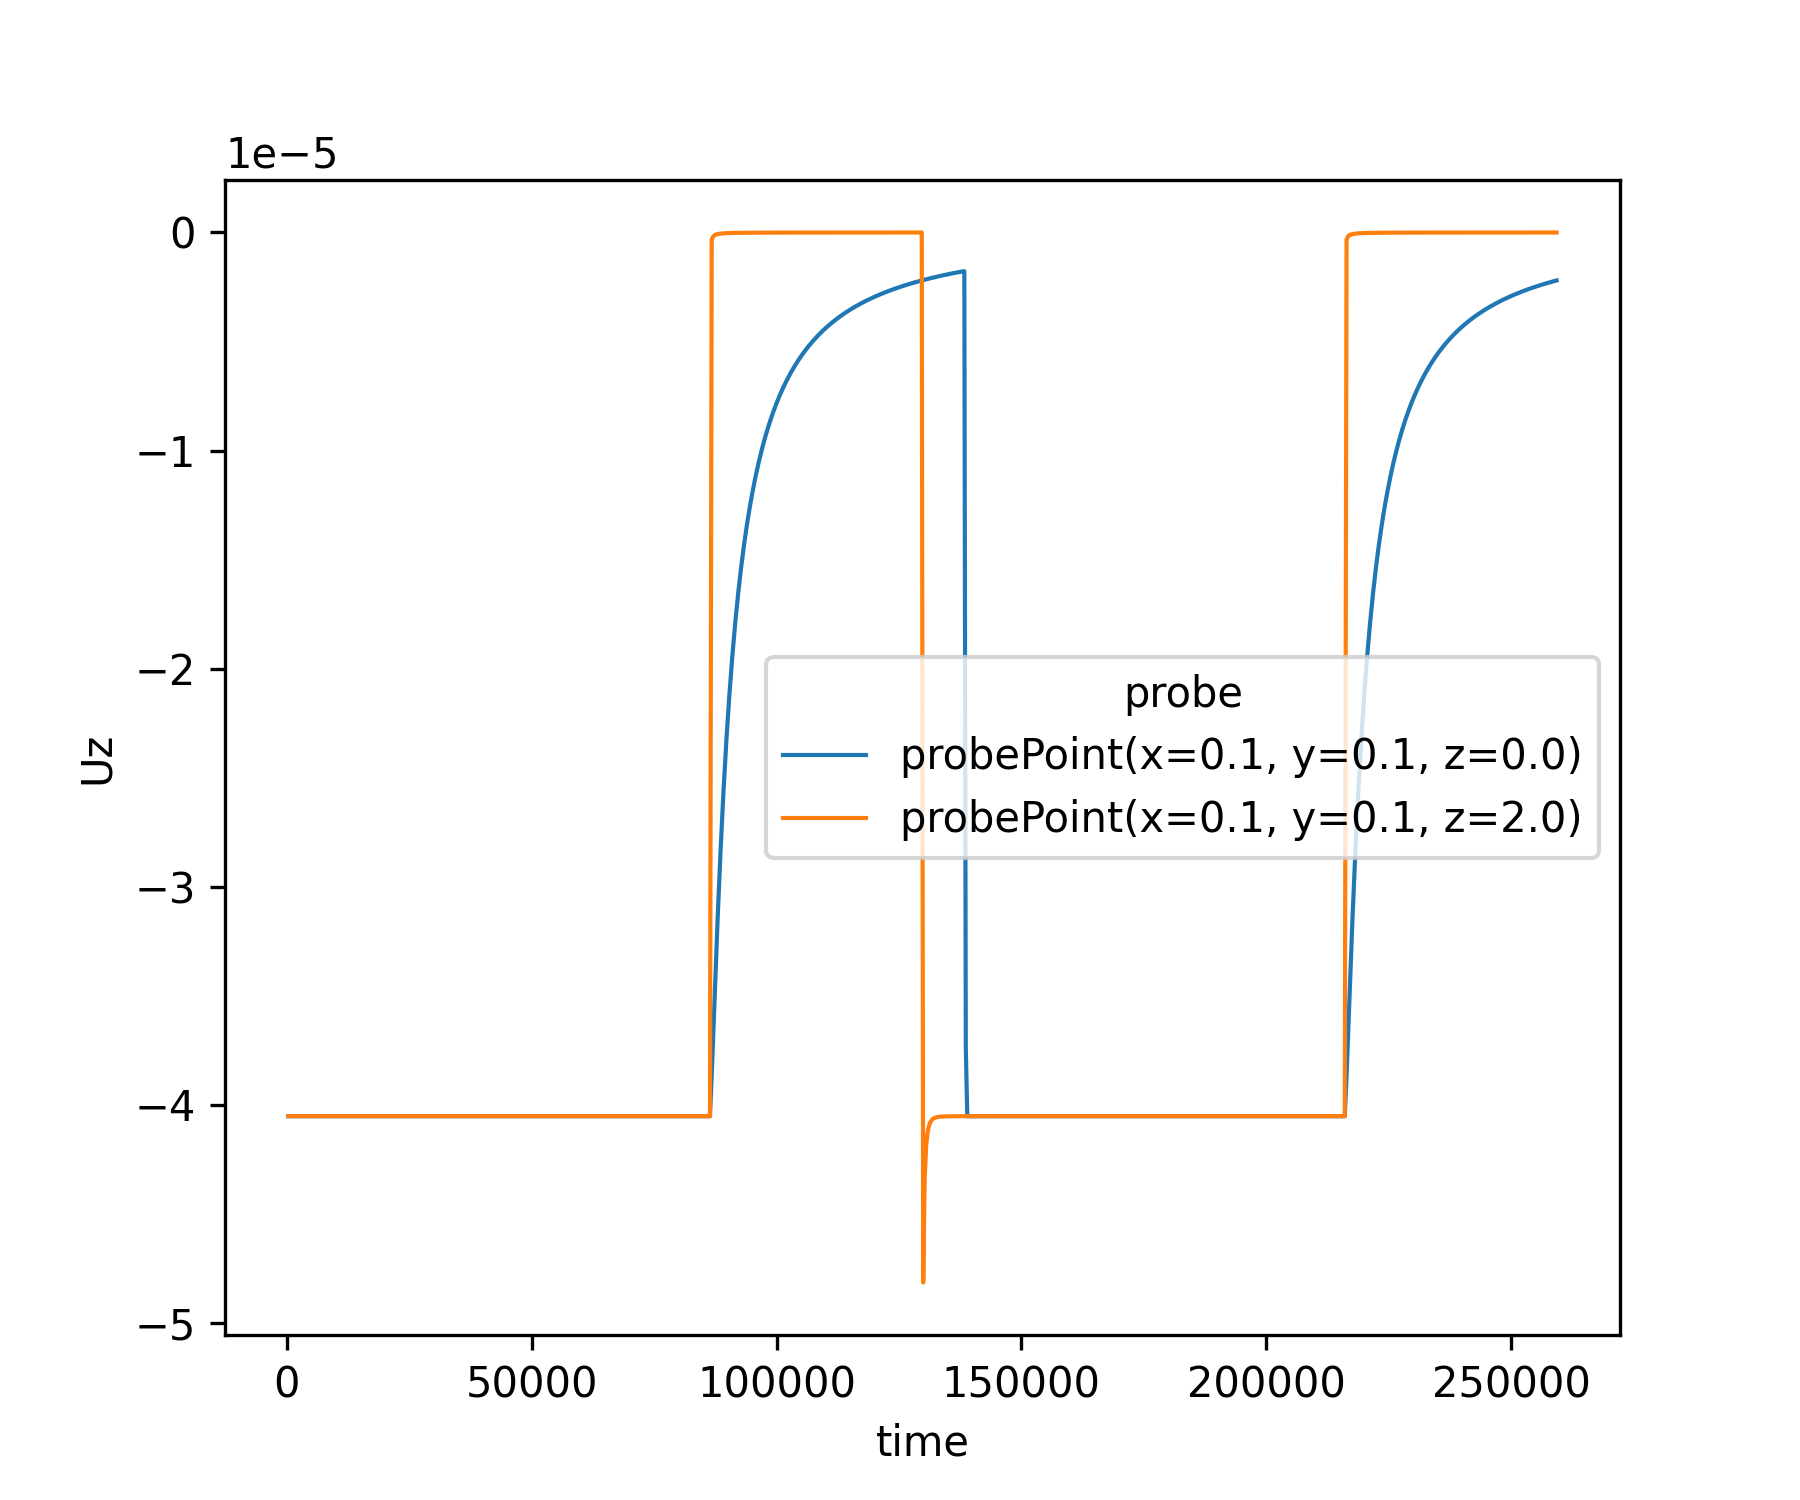 1e−5
0
−1
−2
−3
−4
−5
Uz
probe
probePoint(x=0.1, y=0.1, z=0.0)
probePoint(x=0.1, y=0.1, z=2.0)
0 50000 100000 150000 200000 250000
time